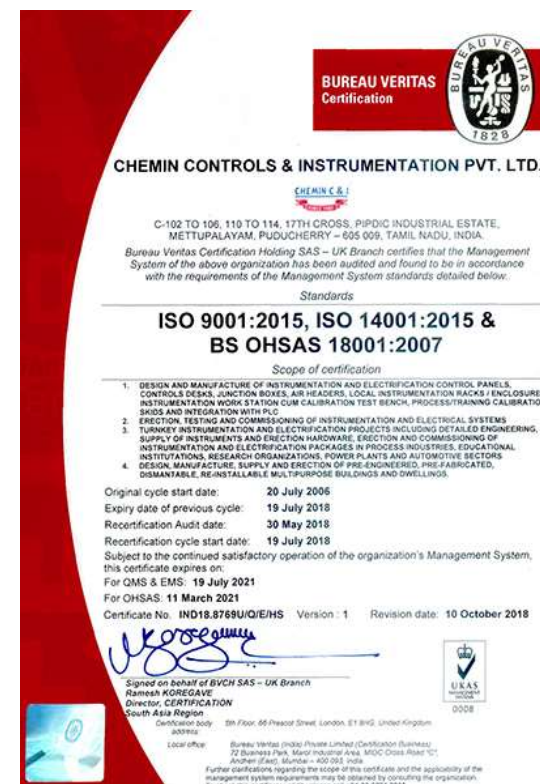 BUREAU VERITAS
Certification
BUREAU VERITAS
1828
CHEMIN CONTROLS & INSTRUMENTATION PVT. LTD.
CHEMIN C & I
C-102 TO 106, 110 TO 114, 17TH CROSS, PIPDIC INDUSTRIAL ESTATE,
METTUPALAYAM, PUDUCHERRY – 605 009, TAMIL NADU, INDIA.
Bureau Veritas Certification Holding SAS – UK Branch certifies that the Management
System of the above organization has been audited and found to be in accordance
with the requirements of the Management System standards detailed below.
Standards
ISO 9001:2015, ISO 14001:2015 &
BS OHSAS 18001:2007
Scope of certification
1. DESIGN AND MANUFACTURE OF INSTRUMENTATION AND ELECTRIFICATION CONTROL PANELS,
CONTROLS DESKS, JUNCTION BOXES, AIR HEADERS, LOCAL INSTRUMENTATION RACKS / ENCLOSURE
INSTRUMENTATION WORK STATION CUM CALIBRATION TEST BENCH, PROCESS/TRAINING CALIBRATIO
SKIDS AND INTEGRATION WITH PLC
2. ERECTION, TESTING AND COMMISSIONING OF INSTRUMENTATION AND ELECTRICAL SYSTEMS
3. TURNKEY INSTRUMENTATION AND ELECTRIFICATION PROJECTS INCLUDING DETAILED ENGINEERING,
SUPPLY OF INSTRUMENTS AND ERECTION HARDWARE, ERECTION AND COMMISSIONING OF
INSTRUMENTATION AND ELECTRIFICATION PACKAGES IN PROCESS INDUSTRIES, EDUCATIONAL
INSTITUTIONS, RESEARCH ORGANIZATIONS, POWER PLANTS AND AUTOMOTIVE SECTORS
4. DESIGN, MANUFACTURE, SUPPLY AND ERECTION OF PRE-ENGINEERED, PRE-FABRICATED,
DISMANTABLE, RE-INSTALLABLE MULTIPURPOSE BUILDINGS AND DWELLINGS.
Original cycle start date: 20 July 2006
Expiry date of previous cycle: 19 July 2018
Recertification Audit date: 30 May 2018
Recertification cycle start date: 19 July 2018
Subject to the continued satisfactory operation of the organization's Management System,
this certificate expires on:
For QMS & EMS: 19 July 2021
For OHSAS: 11 March 2021
Certificate No. IND18.8769U/Q/E/HS Version : 1 Revision date: 10 October 2018
Signed on behalf of BVCH SAS – UK Branch
Ramesh KOREGAVE
Director, CERTIFICATION
South Asia Region
UKAS
MANAGEMENT
SYSTEMS
0008
Certification body address 5th Floor, 66 Prescot Street, London, E1 8HG, United Kingdom
Local office Bureau Veritas (India) Private Limited (Certification Business)
72 Business Park, Marol Industrial Area, MIDC Cross Road "C",
Andheri (East), Mumbai – 400 093, India
Further clarifications regarding the scope of this certificate and the applicability of the
management system requirements may be obtained by consulting the organization.